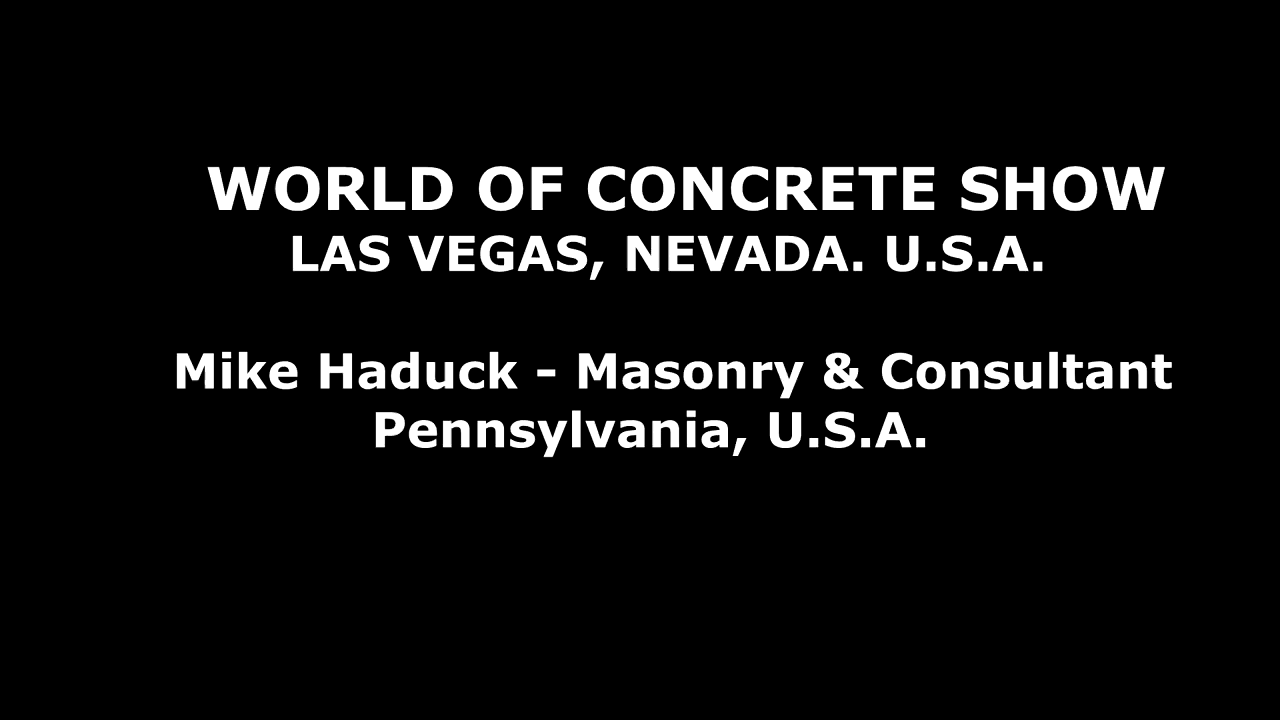 WORLD OF CONCRETE SHOW
LAS VEGAS, NEVADA. U.S.A.
Mike Haduck - Masonry & Consultant
Pennsylvania, U.S.A.